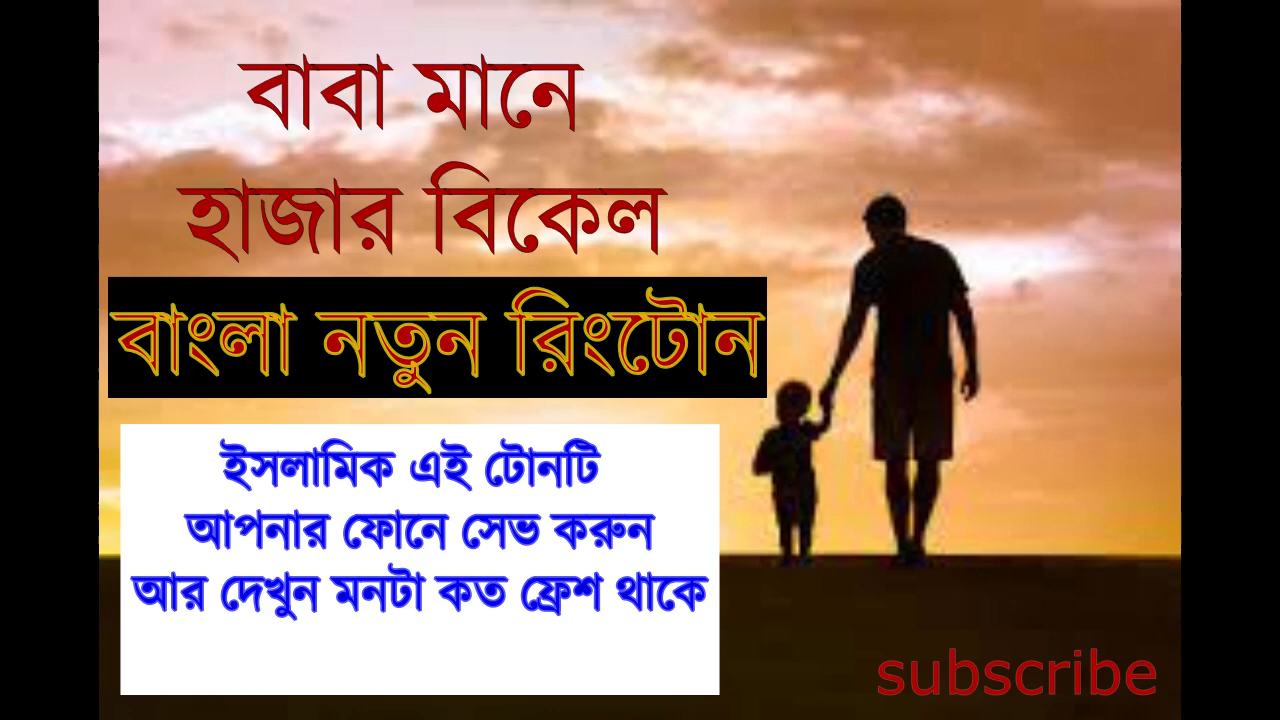 বাবা মানে
হাজার বিকেল
বাংলা নতুন রিংটোন
ইসলামিক এই টোনটি
আপনার ফোনে সেভ করুন
আর দেখুন মনটা কত ফ্রেশ থাকে
subscribe